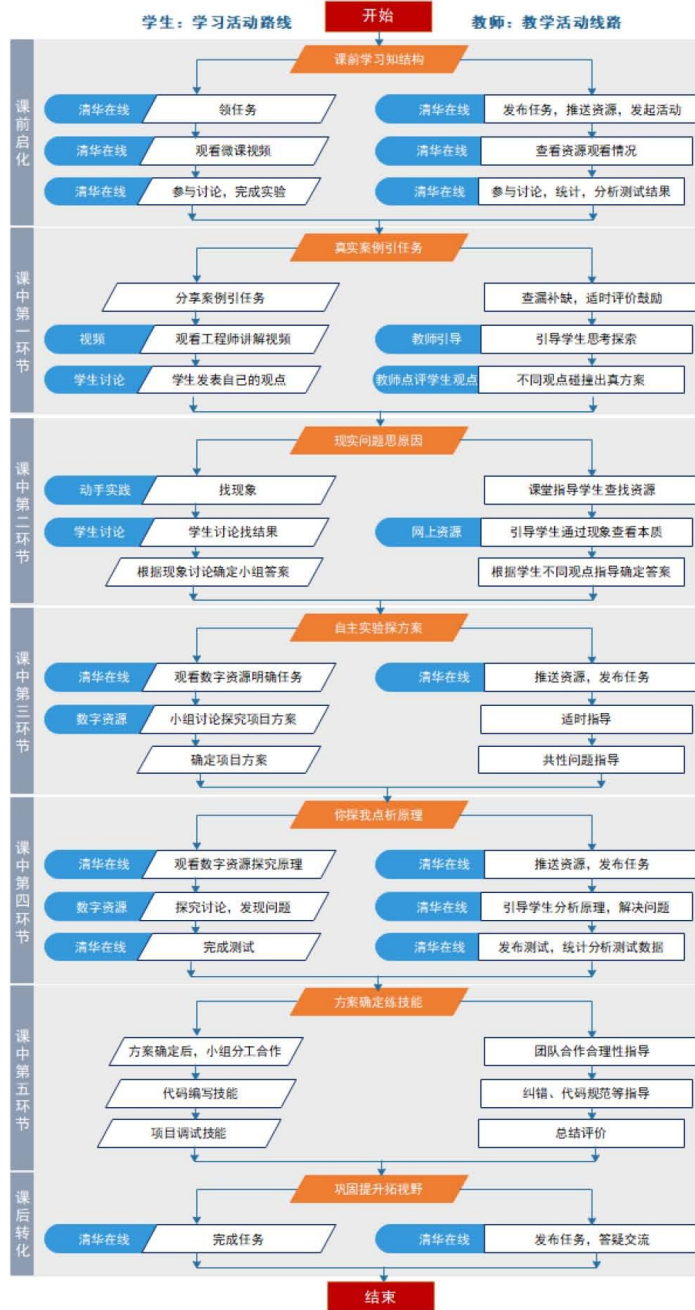 开始
学生：学习活动路线
教师：教学活动线路
课前启化
课前学习知结构
清华在线
领任务
清华在线
发布任务，推送资源，发起活动
清华在线
观看微课视频
清华在线
查看资源观看情况
清华在线
参与讨论，完成实验
清华在线
参与讨论，统计，分析测试结果
课中第一环节
真实案例引任务
分享案例引任务
查漏补缺，适时评价鼓励
视频
观看工程师讲解视频
教师引导
引导学生思考探索
学生讨论
学生发表自己的观点
教师点评学生观点
不同观点碰撞出真方案
课中第二环节
现实问题思原因
动手实践
找现象
课堂指导学生查找资源
学生讨论
学生讨论找结果
网上资源
引导学生通过现象查看本质
根据现象讨论确定小组答案
根据学生不同观点指导确定答案
课中第三环节
自主实验探方案
清华在线
观看数字资源明确任务
清华在线
推送资源，发布任务
数字资源
小组讨论探究项目方案
适时指导
确定项目方案
共性问题指导
课中第四环节
你探我点析原理
清华在线
观看数字资源探究原理
清华在线
推送资源，发布任务
数字资源
探究讨论，发现问题
清华在线
引导学生分析原理，解决问题
清华在线
完成测试
清华在线
发布测试，统计分析测试数据
课中第五环节
方案确定练技能
方案确定后，小组分工合作
团队合作合理性指导
代码编写技能
纠错、代码规范等指导
项目调试技能
总结评价
课后转化
巩固提升拓视野
清华在线
完成任务
清华在线
发布任务，答疑交流
结束